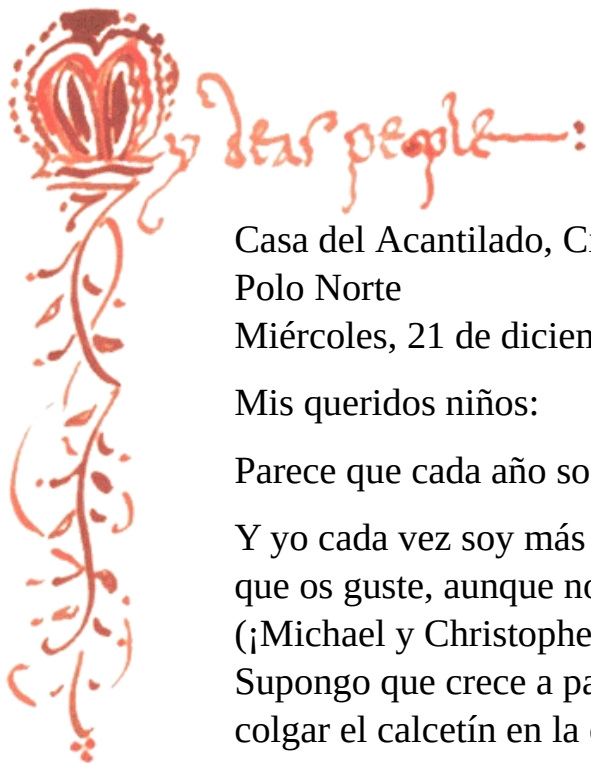 My dear people—:
Casa del Acantilado,
Polo Norte
Miércoles, 21 de
Mis queridos niños:
Parece que cada año
Y yo cada vez soy más
que os guste, aunque
(¡Michael y
Supongo que crece a
colgar el calcetín en la